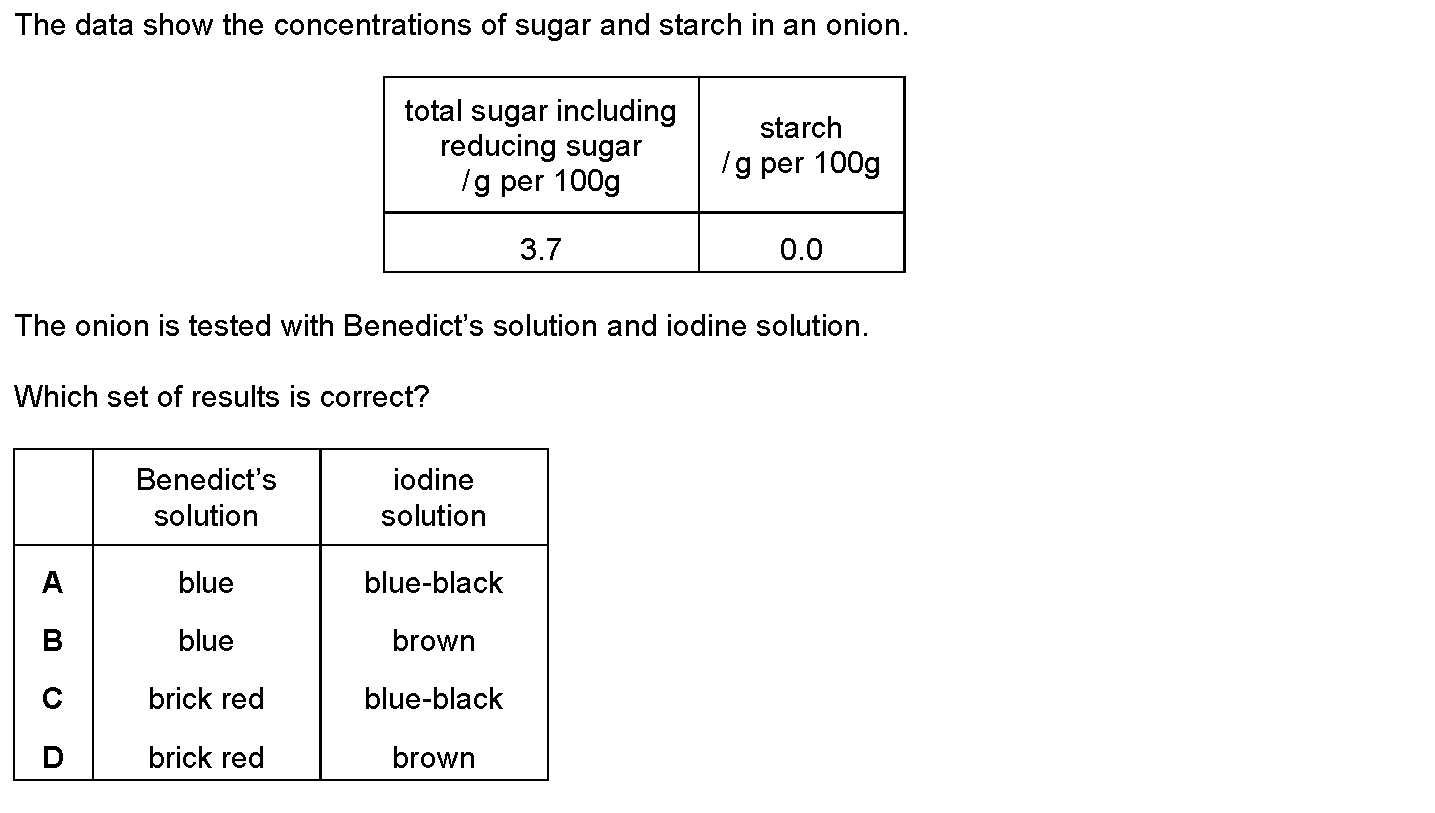 The data show the concentrations of sugar and starch in an onion.
total sugar including
reducing sugar
/ g per 100g
starch
/ g per 100g
3.7 0.0
The onion is tested with Benedict’s solution and iodine solution.
Which set of results is correct?
Benedict’s
solution
iodine
solution
A blue blue-black
B blue brown
C brick red blue-black
D brick red brown